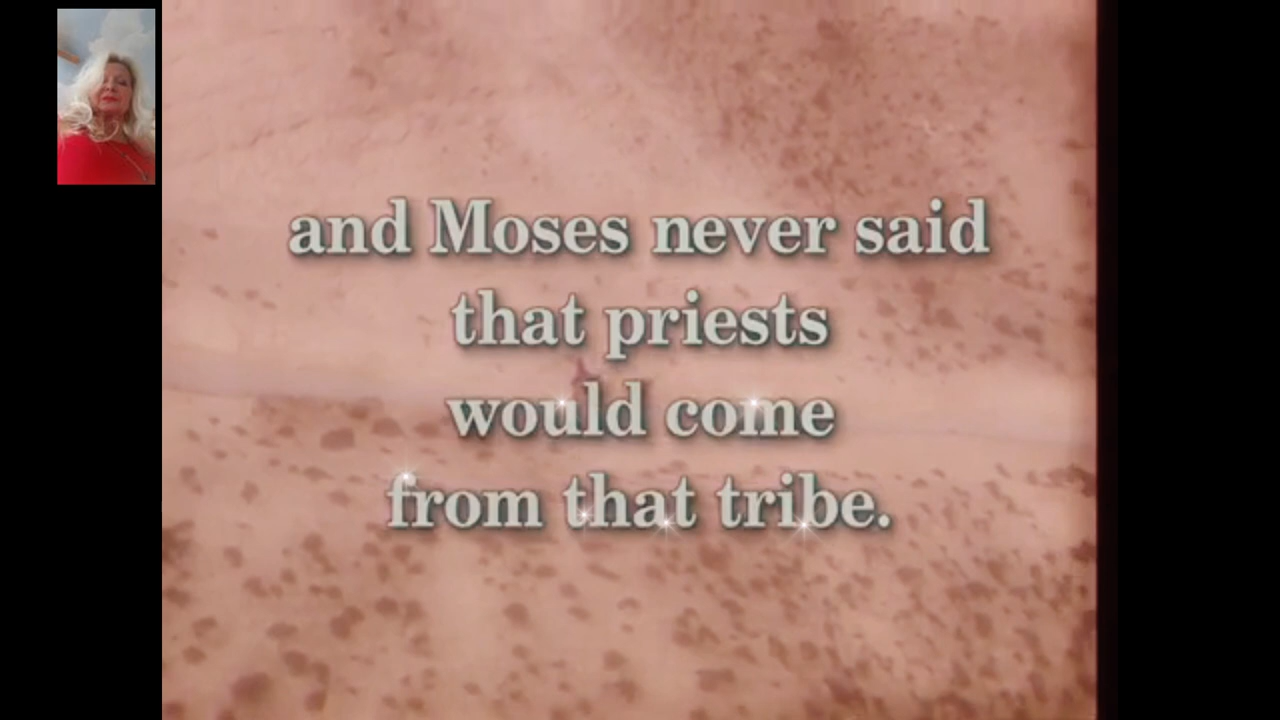 and Moses never said
that priests
would come
from that tribe.